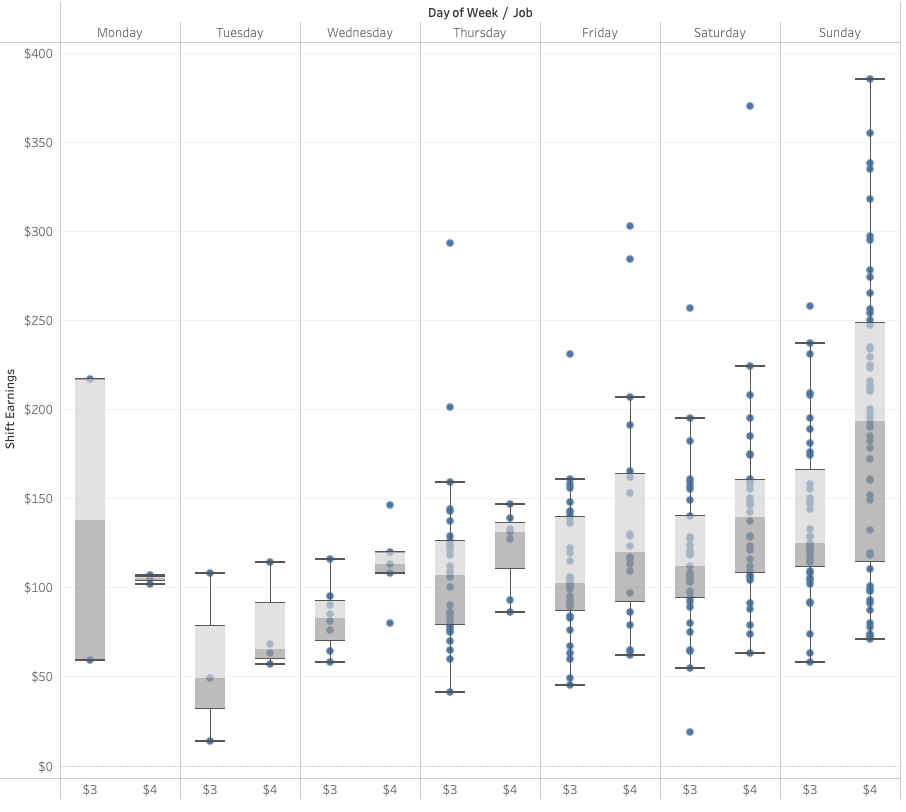 Day of Week / Job
Monday Tuesday Wednesday Thursday Friday Saturday Sunday
$400
$350
$300
$250
$200
$150
$100
$50
$0
Shift Earnings
$3 $4 $3 $4 $3 $4 $3 $4 $3 $4 $3 $4 $3 $4